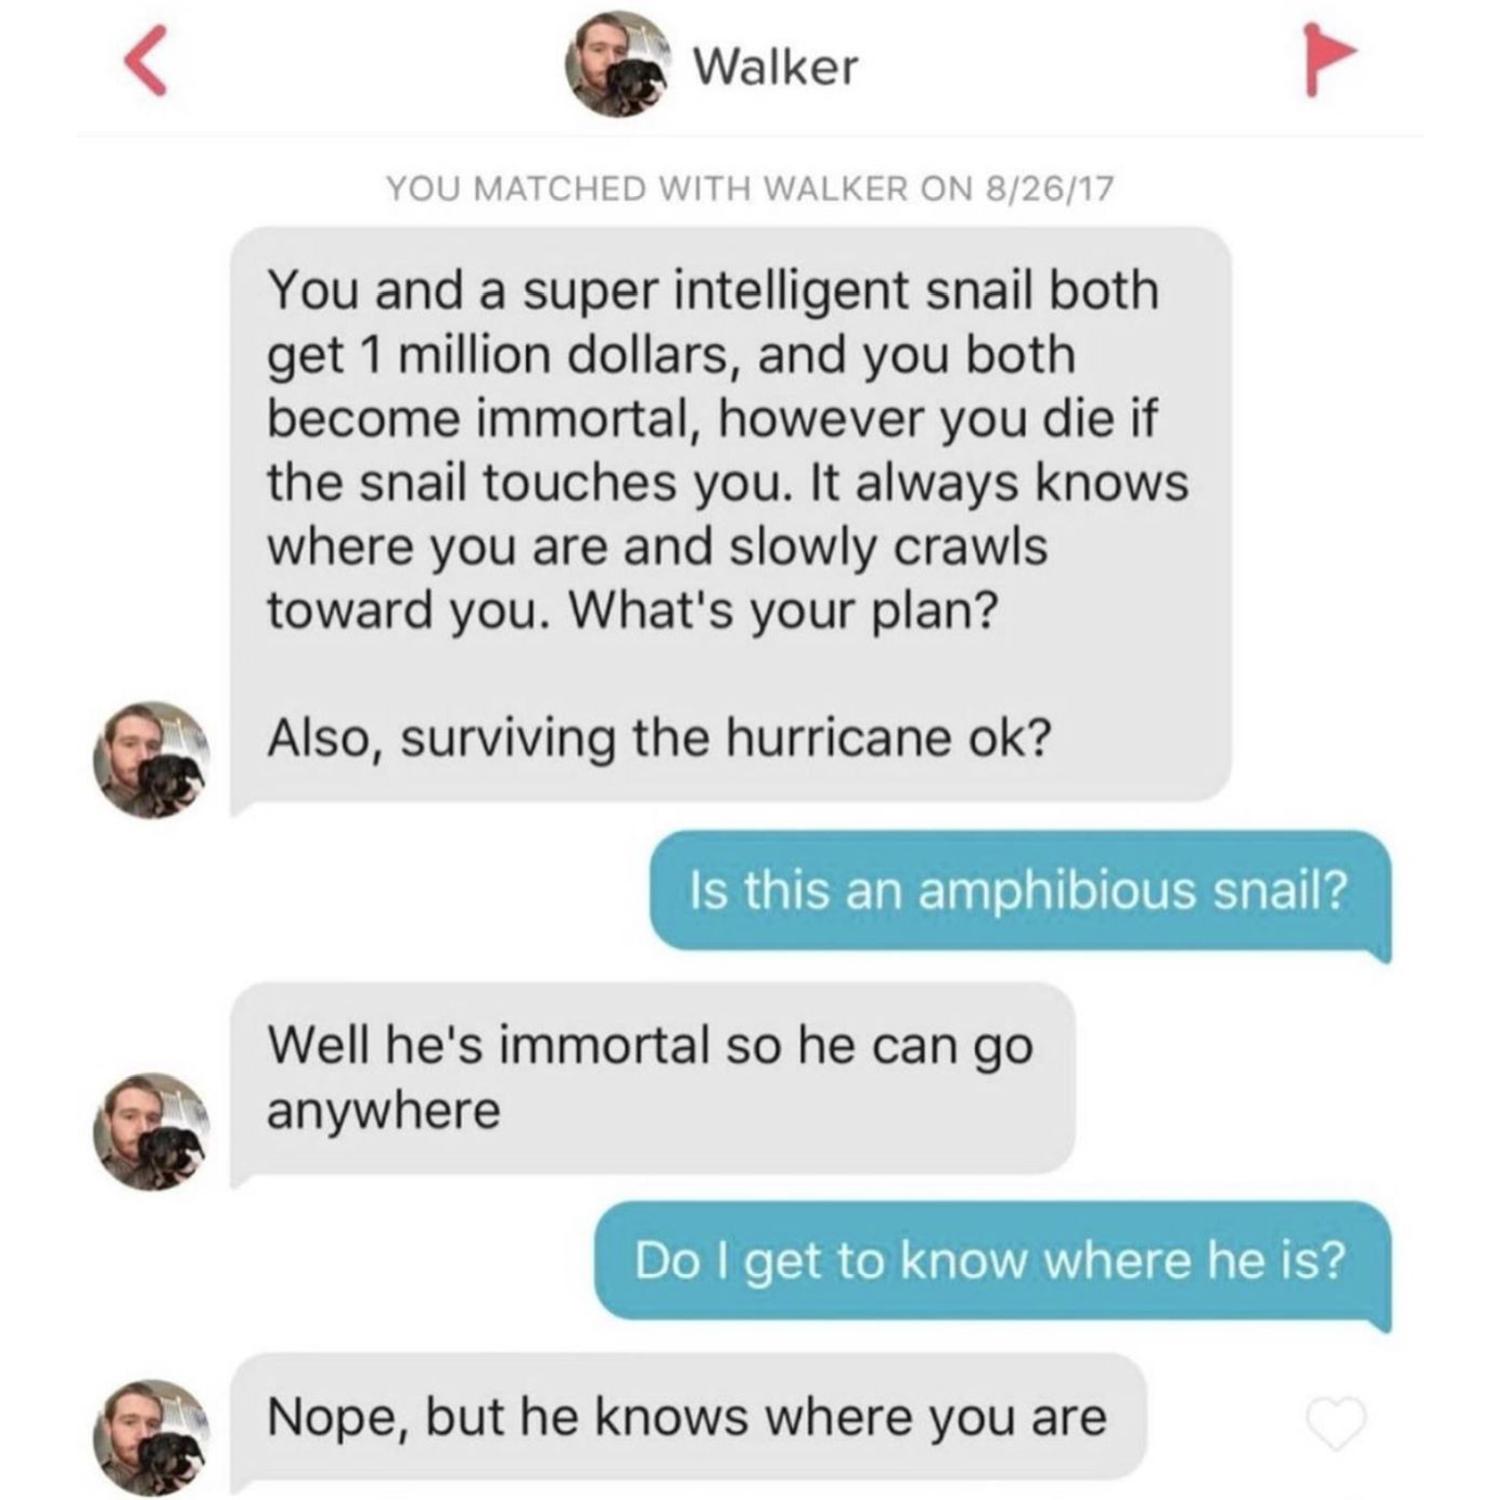 Walker
YOU MATCHED WITH WALKER ON 8/26/17
You and a super intelligent snail both
get 1 million dollars, and you both
become immortal, however you die if
the snail touches you. It always knows
where you are and slowly crawls
toward you. What's your plan?
Also, surviving the hurricane ok?
Is this an amphibious snail?
Well he's immortal so he can go
anywhere
Do I get to know where he is?
Nope, but he knows where you are